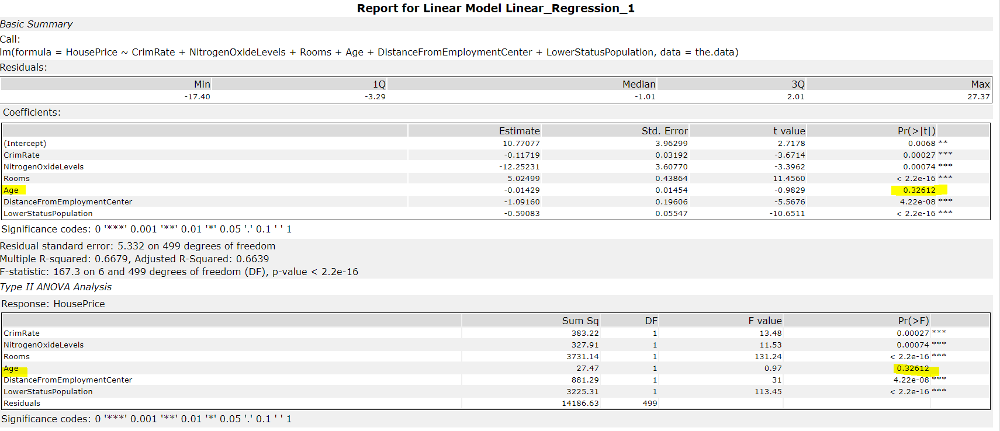 Report for Linear Model Linear_Regression_1
Basic Summary
Call:
lm(formula = HousePrice ~ CrimRate + NitrogenOxideLevels + Rooms + Age + DistanceFromEmploymentCenter + LowerStatusPopulation, data = the.data)
Residuals:
Min 1Q Median 3Q Max
-17.40 -3.29 -1.01 2.01 27.37
Coefficients:
Estimate Std. Error t value Pr(>|t|)
(Intercept) 10.77077 3.96299 2.7178 0.0068 **
CrimRate -0.11719 0.03192 -3.6714 0.00027 ***
NitrogenOxideLevels -12.25231 3.60770 -3.3962 0.00074 ***
Rooms 5.02499 0.43864 11.4560 < 2.2e-16 ***
Age -0.01429 0.01454 -0.9829 0.32612
DistanceFromEmploymentCenter -1.09160 0.19606 -5.5676 4.22e-08 ***
LowerStatusPopulation -0.59083 0.05547 -10.6511 < 2.2e-16 ***
Significance codes: 0 '***' 0.001 '**' 0.01 '*' 0.05 '.' 0.1 ' ' 1
Residual standard error: 5.332 on 499 degrees of freedom
Multiple R-squared: 0.6679, Adjusted R-Squared: 0.6639
F-statistic: 167.3 on 6 and 499 degrees of freedom (DF), p-value < 2.2e-16
Type II ANOVA Analysis
Response: HousePrice
Sum Sq DF F value Pr(>F)
CrimRate 383.22 1 13.48 0.00027 ***
NitrogenOxideLevels 327.91 1 11.53 0.00074 ***
Rooms 3731.14 1 131.24 < 2.2e-16 ***
Age 27.47 1 0.97 0.32612
DistanceFromEmploymentCenter 881.29 1 31 4.22e-08 ***
LowerStatusPopulation 3225.31 1 113.45 < 2.2e-16 ***
Residuals 14186.63 499
Significance codes: 0 '***' 0.001 '**' 0.01 '*' 0.05 '.' 0.1 ' ' 1